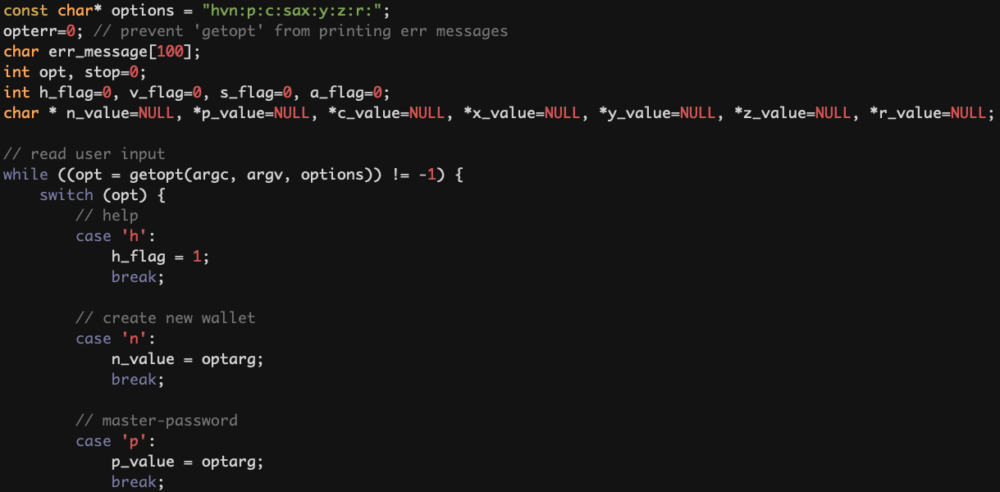 const char* options = "hvn:p:c:sax:y:z:r:";
opterr=0; // prevent 'getopt' from printing err messages
char err_message[100];
int opt, stop=0;
int h_flag=0, v_flag=0, s_flag=0, a_flag=0;
char * n_value=NULL, *p_value=NULL, *c_value=NULL, *x_value=NULL, *y_value=NULL, *z_value=NULL, *r_value=NULL;

// read user input
while ((opt = getopt(argc, argv, options)) != -1) {
    switch (opt) {
        // help
        case 'h':
            h_flag = 1;
            break;

        // create new wallet
        case 'n':
            n_value = optarg;
            break;

        // master-password
        case 'p':
            p_value = optarg;
            break;